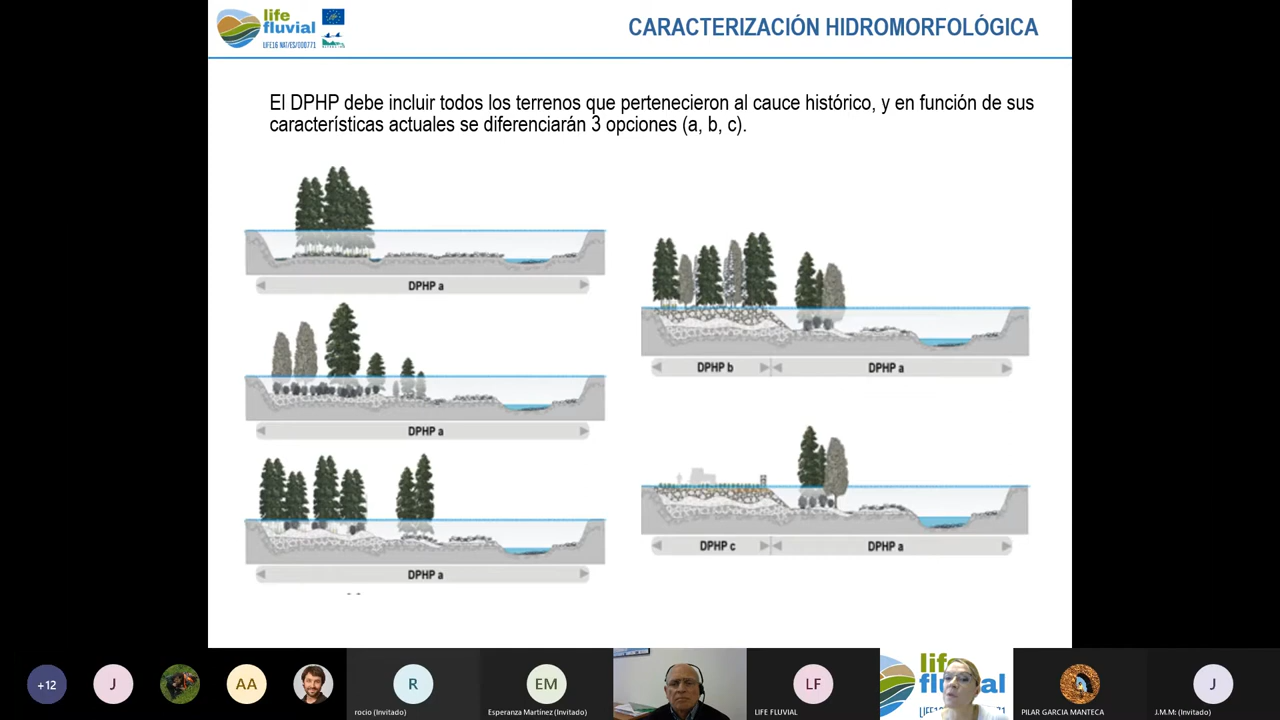 life
fluvial
LIFE16 NAT/ES/000771
CARACTERIZACIÓN HIDROMORFOLÓGICA
El DPHP debe incluir todos los terrenos que pertenecieron al cauce histórico, y en función de sus
características actuales se diferenciarán 3 opciones (a, b, c).
DPHP a
DPHP a
DPHP a
DPHP b
DPHP a
DPHP c
DPHP a
+12
J
AA
R
rocio (Invitado)
EM
Esperanza Martínez (Invitado)
LF
LIFE FLUVIAL
PILAR GARCIA MANTECA
J
J.M.M: (Invitado)